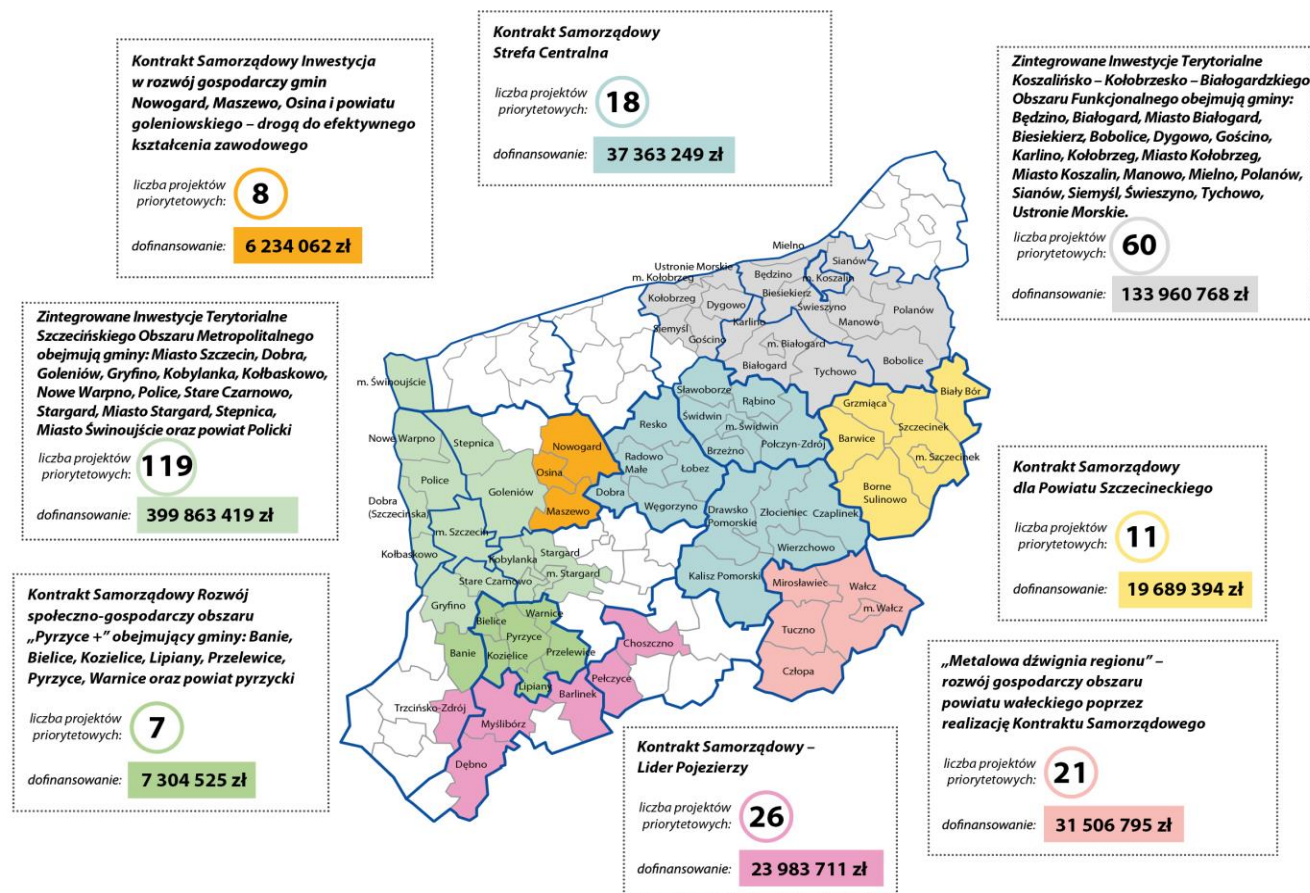 Kontrakt Samorządowy Inwestycja
w rozwój gospodarczy gmin
Nowogard, Maszewo, Osina i powiatu
goleniowskiego – drogą do efektywnego
kształcenia zawodowego
liczba projektów
priorytetowych:
8
dofinansowanie:
6 234 062 zł
Kontrakt Samorządowy
Strefa Centralna
liczba projektów
priorytetowych:
18
dofinansowanie:
37 363 249 zł
Zintegrowane Inwestycje Terytorialne
Koszalińsko – Kołobrzesko – Białogardzkiego
Obszaru Funkcjonalnego obejmują gminy:
Będzino, Białogard, Miasto Białogard,
Biesiekierz, Bobolice, Dygowo, Gościno,
Karlino, Kołobrzeg, Miasto Kołobrzeg,
Miasto Koszalin, Manowo, Mielno, Polanów,
Sianów, Siemyśl, Świeszyno, Tychowo,
Ustronie Morskie.
liczba projektów
priorytetowych:
60
dofinansowanie:
133 960 768 zł
Zintegrowane Inwestycje Terytorialne
Szczecińskiego Obszaru Metropolitalnego
obejmują gminy: Miasto Szczecin, Dobra,
Goleniów, Gryfino, Kobylanka, Kołbaskowo,
Nowe Warpno, Police, Stare Czarnowo,
Stargard, Miasto Stargard, Stepnica,
Miasto Świnoujście oraz powiat Policki
liczba projektów
priorytetowych:
119
dofinansowanie:
399 863 419 zł
Kontrakt Samorządowy Rozwój
społeczno-gospodarczy obszaru
„Pyrzyce +” obejmujący gminy: Banie,
Bielice, Kozielice, Lipiany, Przelewice,
Pyrzyce, Warnice oraz powiat pyrzycki
liczba projektów
priorytetowych:
7
dofinansowanie:
7 304 525 zł
Mielno
Sianów
Ustronie Morskie
m. Kołobrzeg
Będzino
m. Koszalin
Kołobrzeg
Dygowo
Biesiekierz
Świeszyno
Polanów
Siemyśl
Gościno
Karlino
Manowo
m. Białogard
Białogard
Tychowo
Bobolice
m. Świnoujście
Sławoborze
Rąbino
Świdwin
m. Świdwin
Brzeżno
Połczyn-Zdrój
Grzmiąca
Biały Bór
Barwice
Szczecinek
m. Szczecinek
Borne
Sulinowo
Nowe Warpno
Stepnica
Nowogard
Resko
Police
Osina
Radowo
Małe
Łobez
Goleniów
Dobra
(Szczecińska)
Maszewo
Dobra
Węgorzyno
Drawsko
Pomorskie
Złocieniec
Czaplinek
m. Szczecin
Wierzchowo
Kołbaskowo
Kobylanka
Stargard
m. Stargard
Kalisz Pomorski
Stare Czarnowo
Mirosławiec
Wałcz
m. Wałcz
Gryfino
Bielice
Warnice
Pyrzyce
Choszczno
Tuczno
Banie
Kozielice
Przelewice
Człopa
Lipiany
Pełczyce
Barlinek
Trzcińsko-Zdrój
Myślibórz
Dębno
Kontrakt Samorządowy
dla Powiatu Szczecineckiego
liczba projektów
priorytetowych:
11
dofinansowanie:
19 689 394 zł
„Metalowa dźwignia regionu” –
rozwój gospodarczy obszaru
powiatu wałeckiego poprzez
realizację Kontraktu Samorządowego
liczba projektów
priorytetowych:
21
dofinansowanie:
31 506 795 zł
Kontrakt Samorządowy –
Lider Pojezierzy
liczba projektów
priorytetowych:
26
dofinansowanie:
23 983 711 zł